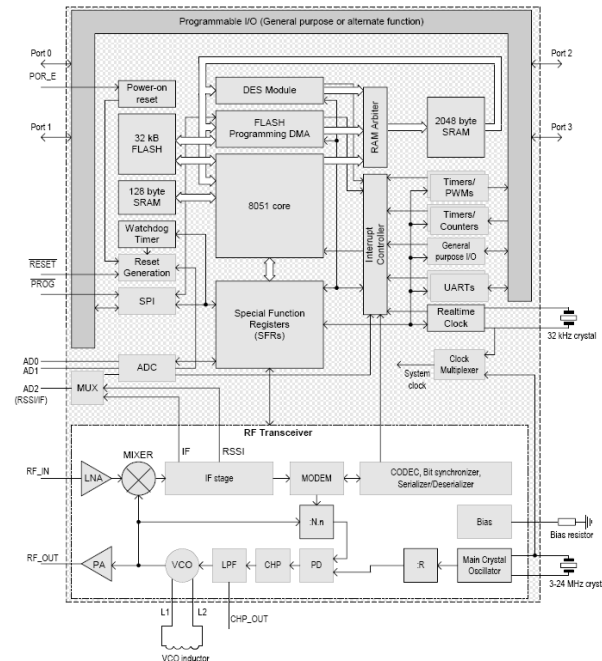 Programmable I/O (General purpose or alternate function)
Port 0
Port 2
POR_E
Power-on
reset
DES Module
RAM Arbiter
2048 byte
SRAM
Port 1
Port 3
32 kB
FLASH
FLASH
Programming DMA
128 byte
SRAM
8051 core
Interrupt
Controller
Timers/
PWMs
Timers/
Counters
General
purpose I/O
UARTs
Watchdog
Timer
RESET
Reset
Generation
PROG
SPI
Special Function
Registers
(SFRs)
Realtime
Clock
32 kHz crystal
AD0
AD1
AD2
(RSSI/IF)
ADC
MUX
System
clock
Clock
Multiplexer
RF Transceiver
IF
RSSI
MIXER
RF_IN
LNA
IF stage
MODEM
CODEC, Bit synchronizer,
Serializer/Deserializer
:N.n
Bias
Bias resistor
RF_OUT
PA
VCO
LPF
CHP
PD
:R
Main Crystal
Oscillator
3-24 MHz cryst
L1
L2
CHP_OUT
VCO inductor